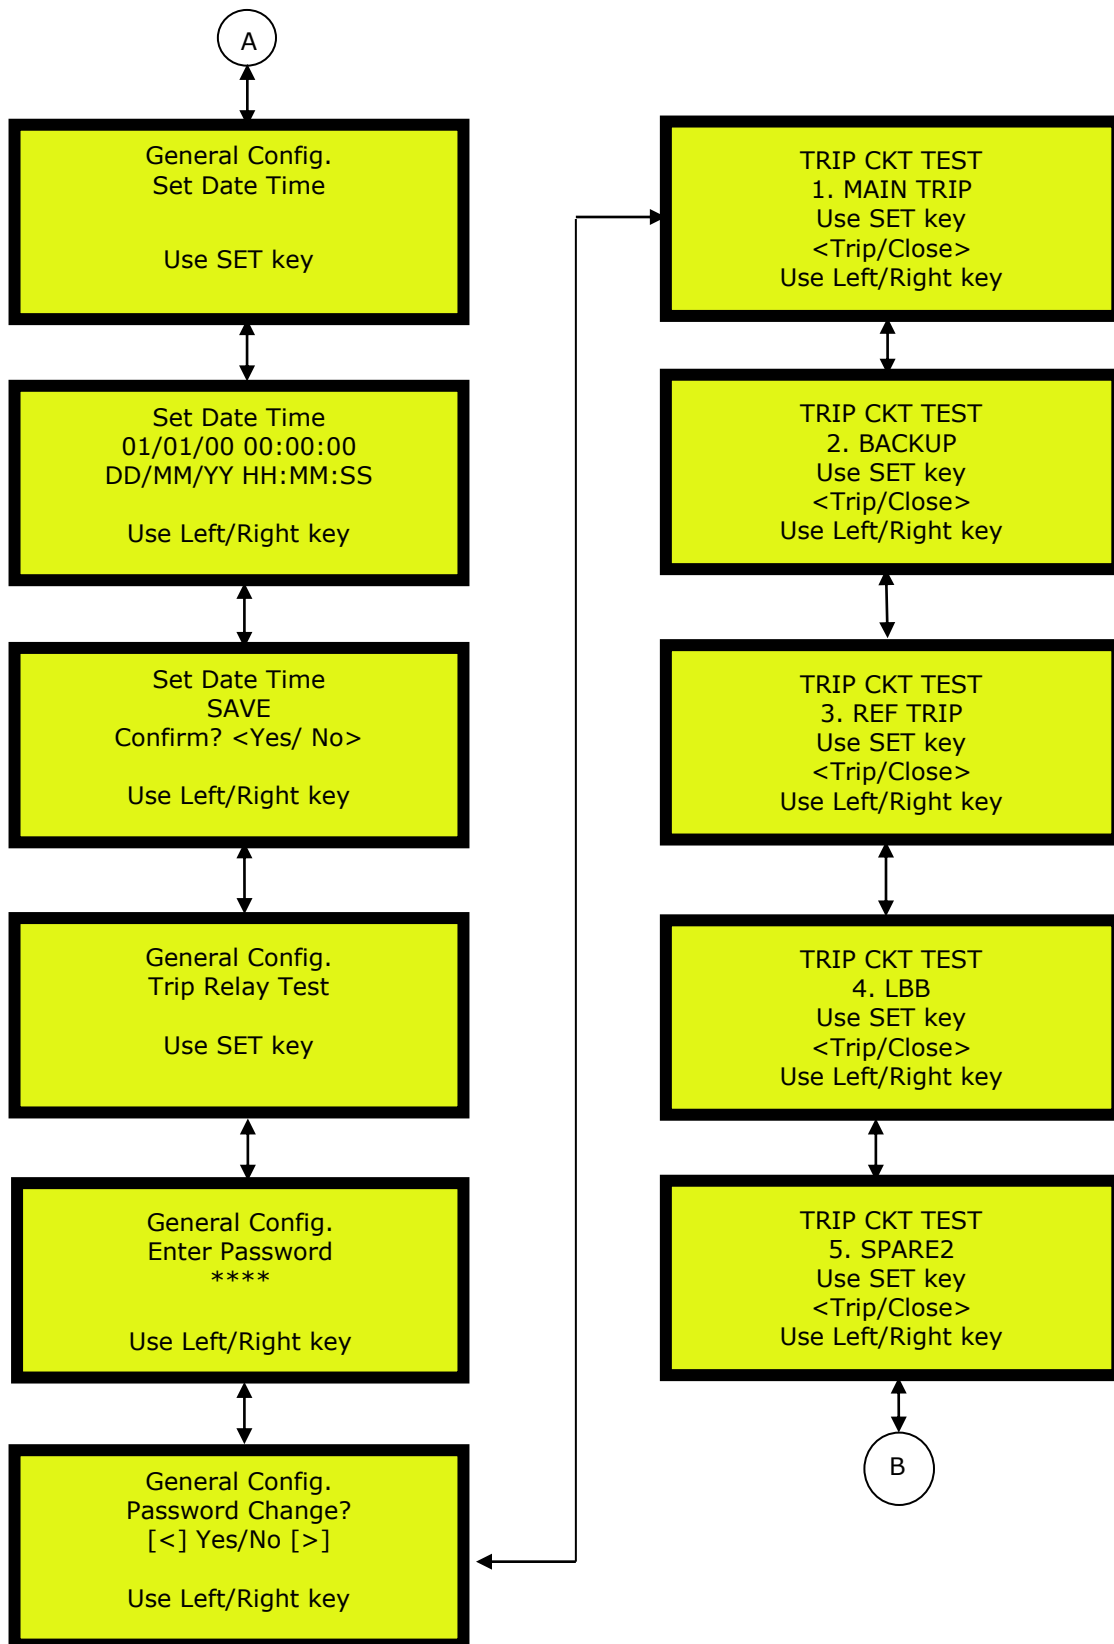 A
General Config.
Set Date Time
Use SET key
Set Date Time
01/01/00 00:00:00
DD/MM/YY HH:MM:SS
Use Left/Right key
Set Date Time
SAVE
Confirm? <Yes/ No>
Use Left/Right key
General Config.
Trip Relay Test
Use SET key
General Config.
Enter Password
****
Use Left/Right key
General Config.
Password Change?
[<] Yes/No [>]
Use Left/Right key
TRIP CKT TEST
1. MAIN TRIP
Use SET key
<Trip/Close>
Use Left/Right key
TRIP CKT TEST
2. BACKUP
Use SET key
<Trip/Close>
Use Left/Right key
TRIP CKT TEST
3. REF TRIP
Use SET key
<Trip/Close>
Use Left/Right key
TRIP CKT TEST
4. LBB
Use SET key
<Trip/Close>
Use Left/Right key
TRIP CKT TEST
5. SPARE2
Use SET key
<Trip/Close>
Use Left/Right key
B